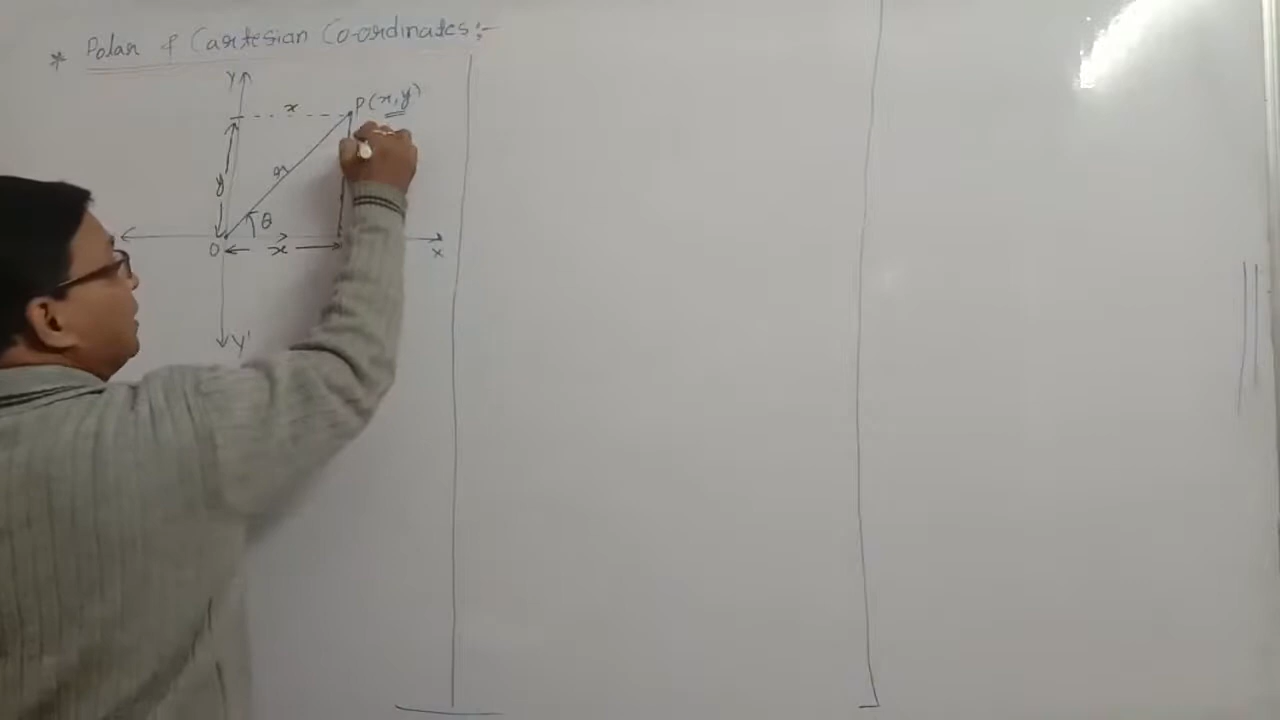 * Polar & Cartesian Co-ordinates:-
Y
x P(x,y)
y r
θ
O x X
Y'